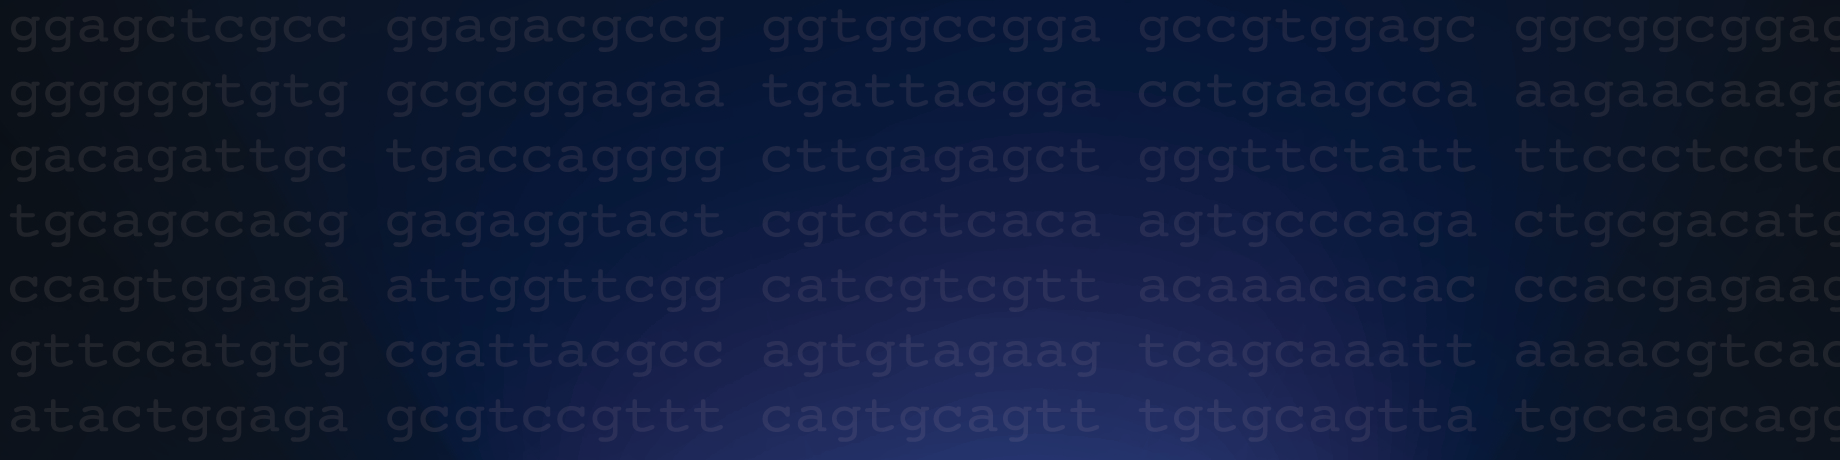 ggagctcgcc ggagacgccg ggtggccgga gccgtggagc ggcggcggag
ggggggtgtg gcgcggagaa tgattacgga cctgaagcca aagaacaaga
gacagattgc tgaccagggg cttgagagct gggttctatt ttccctcctc
tgcagccacg gagaggtact cgtcctcaca agtgcccaga ctgcgacatg
ccagtggaga attggttcgg catcgtcgtt acaaacacac ccacgagaag
gttccatgtg cgattacgcc agtgtagaag tcagcaaatt aaaacgtcac
atactggaga gcgtccgttt cagtgcagtt tgtgcagtta tgccagcagg